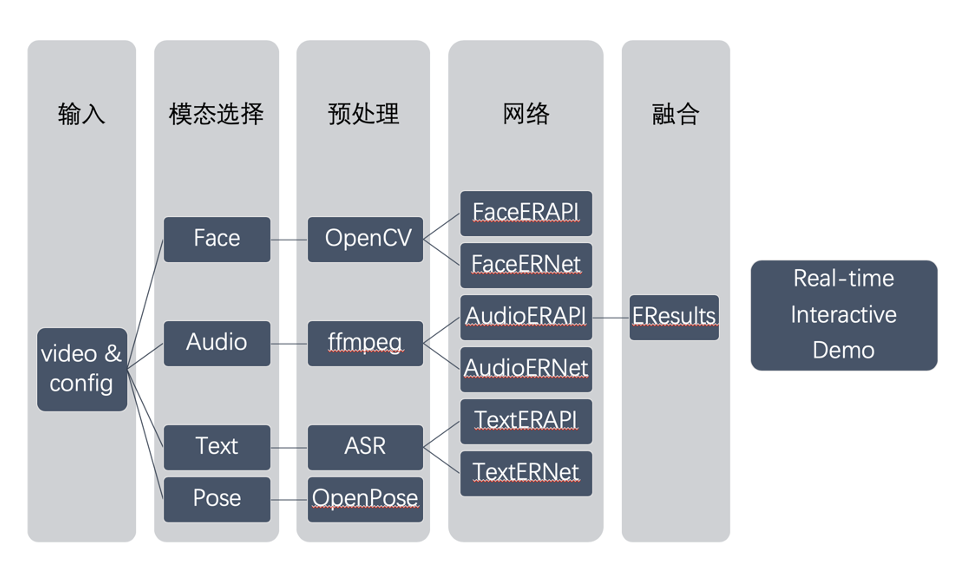 输入
模态选择
预处理
网络
融合
video &
config
Face
Audio
Text
Pose
OpenCV
ffmpeg
ASR
OpenPose
FaceERAPI
FaceERNet
AudioERAPI
AudioERNet
TextERAPI
TextERNet
EResults
Real-time
Interactive
Demo